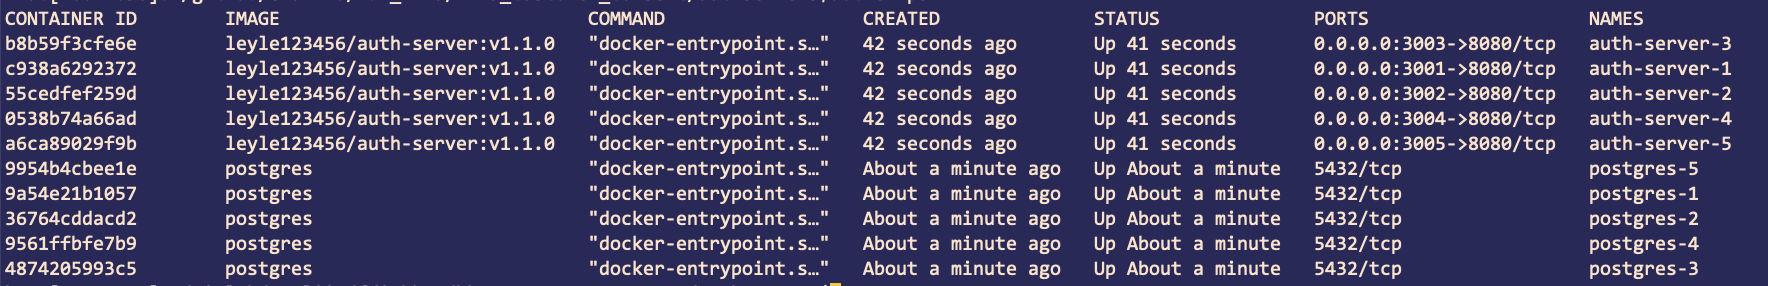 CONTAINER ID IMAGE COMMAND CREATED STATUS PORTS NAMES
b8b59f3cfe6e leyle123456/auth-server:v1.1.0 "docker-entrypoint.s…" 42 seconds ago Up 41 seconds 0.0.0.0:3003->8080/tcp auth-server-3
c938a6292372 leyle123456/auth-server:v1.1.0 "docker-entrypoint.s…" 42 seconds ago Up 41 seconds 0.0.0.0:3001->8080/tcp auth-server-1
55cedfef259d leyle123456/auth-server:v1.1.0 "docker-entrypoint.s…" 42 seconds ago Up 41 seconds 0.0.0.0:3002->8080/tcp auth-server-2
0538b74a66ad leyle123456/auth-server:v1.1.0 "docker-entrypoint.s…" 42 seconds ago Up 41 seconds 0.0.0.0:3004->8080/tcp auth-server-4
a6ca89029f9b leyle123456/auth-server:v1.1.0 "docker-entrypoint.s…" 42 seconds ago Up 41 seconds 0.0.0.0:3005->8080/tcp auth-server-5
9954b4cbee1e postgres "docker-entrypoint.s…" About a minute ago Up About a minute 5432/tcp postgres-5
9a54e21b1057 postgres "docker-entrypoint.s…" About a minute ago Up About a minute 5432/tcp postgres-1
36764cddacd2 postgres "docker-entrypoint.s…" About a minute ago Up About a minute 5432/tcp postgres-2
9561ffbfe7b9 postgres "docker-entrypoint.s…" About a minute ago Up About a minute 5432/tcp postgres-4
4874205993c5 postgres "docker-entrypoint.s…" About a minute ago Up About a minute 5432/tcp postgres-3